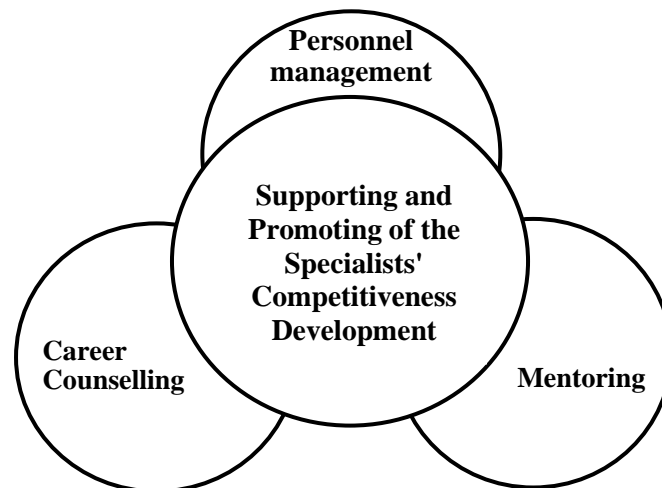 Personnel
management
Supporting and
Promoting of the
Specialists'
Competitiveness
Development
Career
Counselling
Mentoring